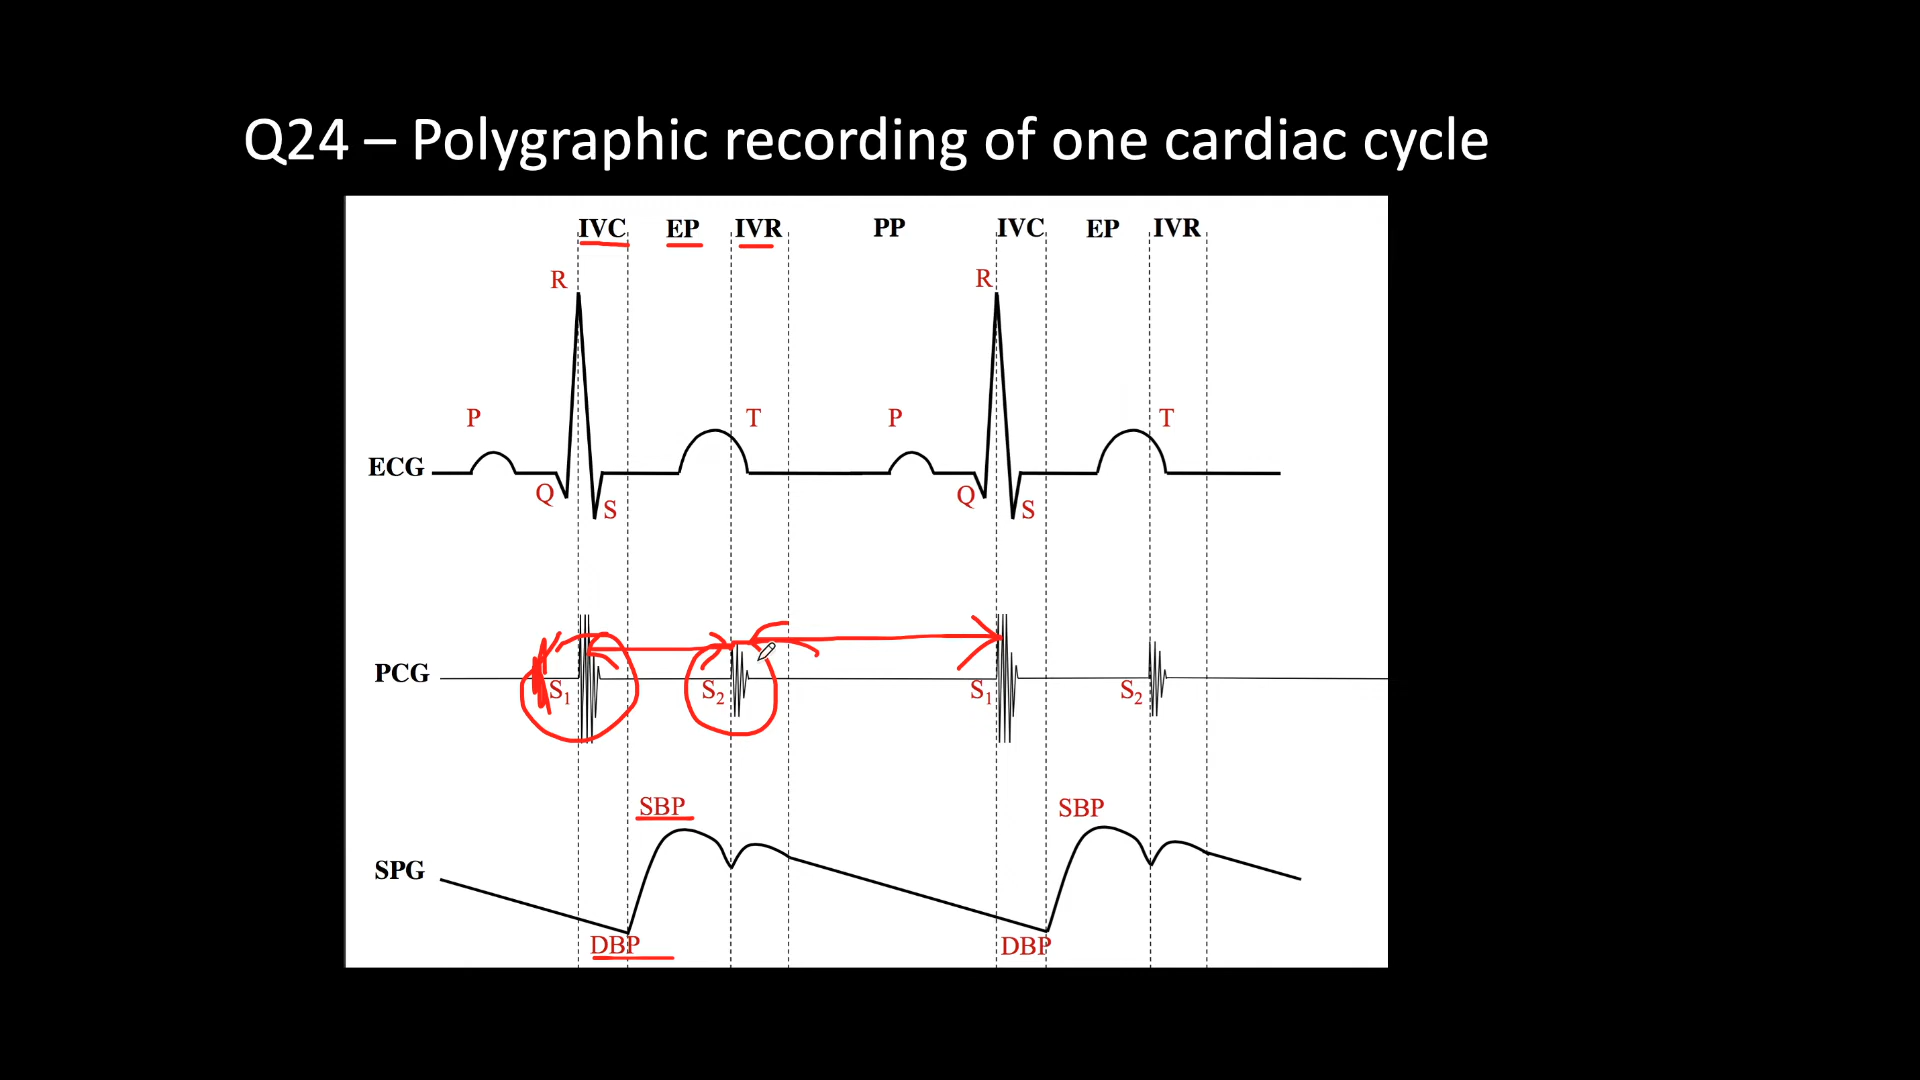 Q24 – Polygraphic recording of one cardiac cycle
IVC EP IVR PP IVC EP IVR
R R
P T P T
ECG
Q S Q S
PCG
S1 S2 S1 S2
SBP SBP
SPG
DBP DBP